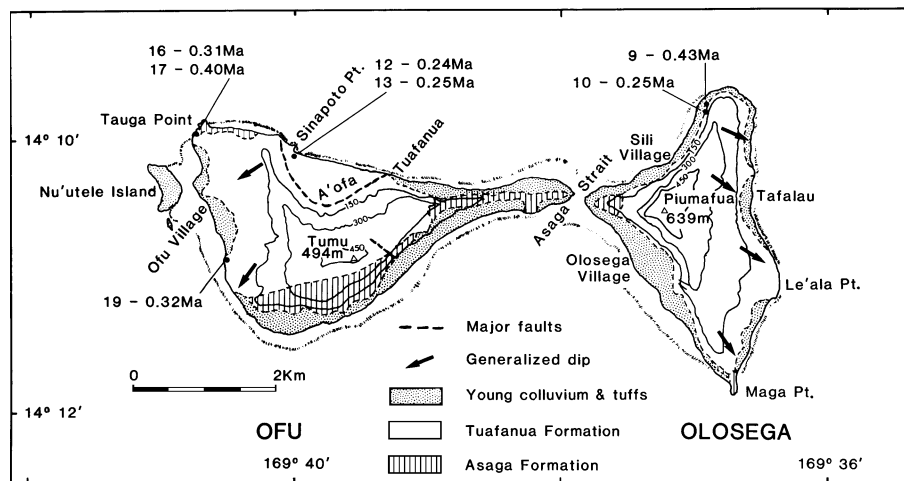 16 – 0.31Ma
17 – 0.40Ma
12 – 0.24Ma
13 – 0.25Ma
9 – 0.43Ma
10 – 0.25Ma
Tauga Point
Sinapoto Pt.
14° 10'
Nu'utele Island
A'ofa
Tuafanua
150
300
Tumu
494m
450
Ofu Village
19 – 0.32Ma
Asaga Strait
Sili
Village
150
300
450
Piumafua
639m
Tafalau
Olosega
Village
Le'ala Pt.
Maga Pt.
Major faults
Generalized dip
0 2Km
Young colluvium & tuffs
14° 12'
OFU
Tuafanua Formation
OLOSEGA
169° 40'
Asaga Formation
169° 36'